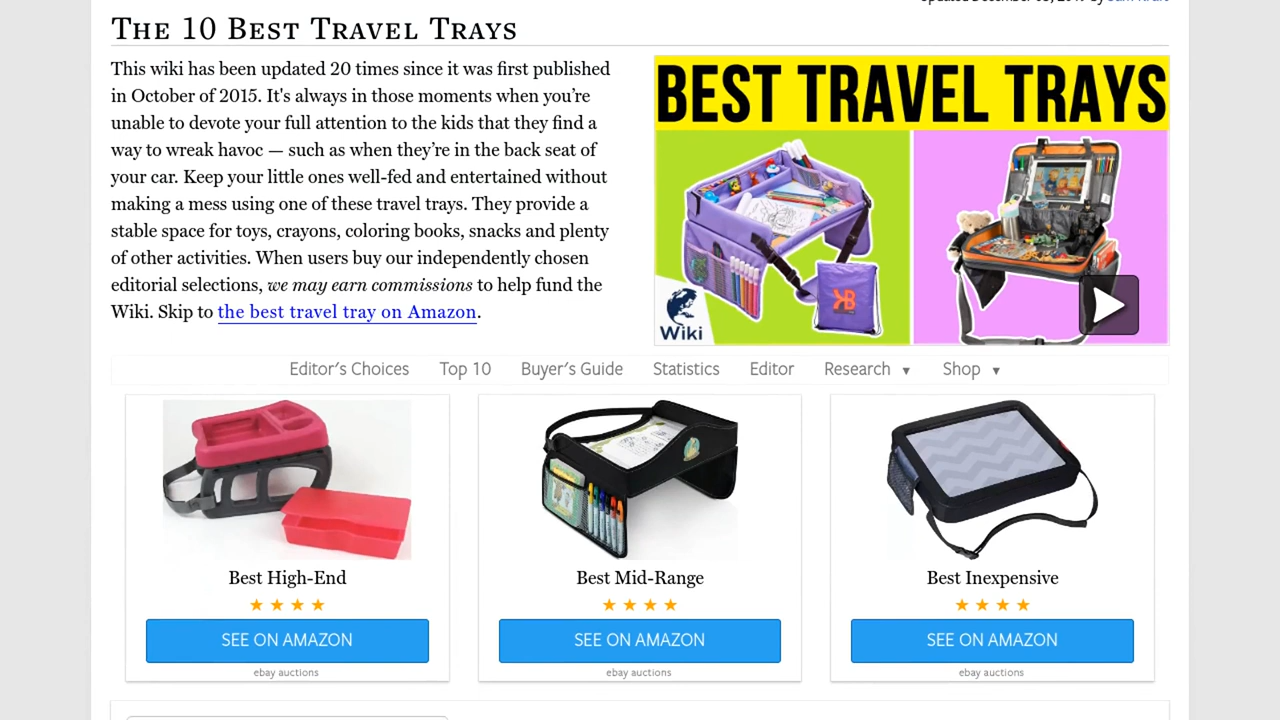 The 10 Best Travel Trays
This wiki has been updated 20 times since it was first published
in October of 2015. It's always in those moments when you're
unable to devote your full attention to the kids that they find a
way to wreak havoc — such as when they're in the back seat of
your car. Keep your little ones well-fed and entertained without
making a mess using one of these travel trays. They provide a
stable space for toys, crayons, coloring books, snacks and plenty
of other activities. When users buy our independently chosen
editorial selections, we may earn commissions to help fund the
Wiki. Skip to the best travel tray on Amazon.
BEST TRAVEL TRAYS
KB
Wiki
Editor's Choices
Top 10
Buyer's Guide
Statistics
Editor
Research ▼
Shop ▼
Best High-End
★ ★ ★ ★
SEE ON AMAZON
ebay auctions
Best Mid-Range
★ ★ ★ ★
SEE ON AMAZON
ebay auctions
Best Inexpensive
★ ★ ★ ★
SEE ON AMAZON
ebay auctions